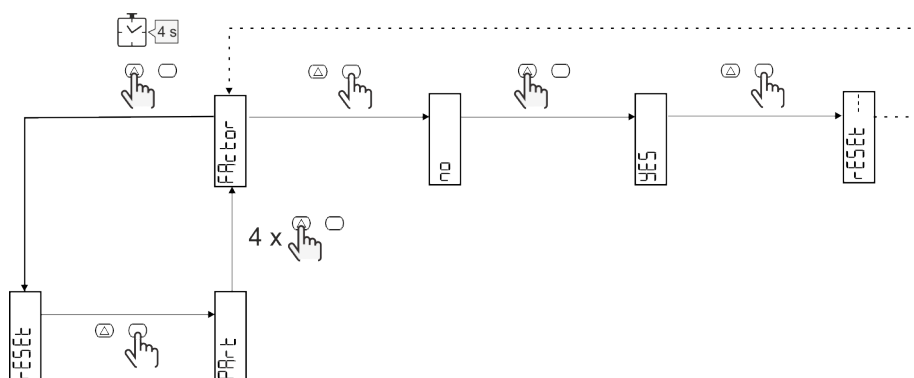 4 s
FActor
no
YES
rESEt ---
4 x
rESEt
PArt